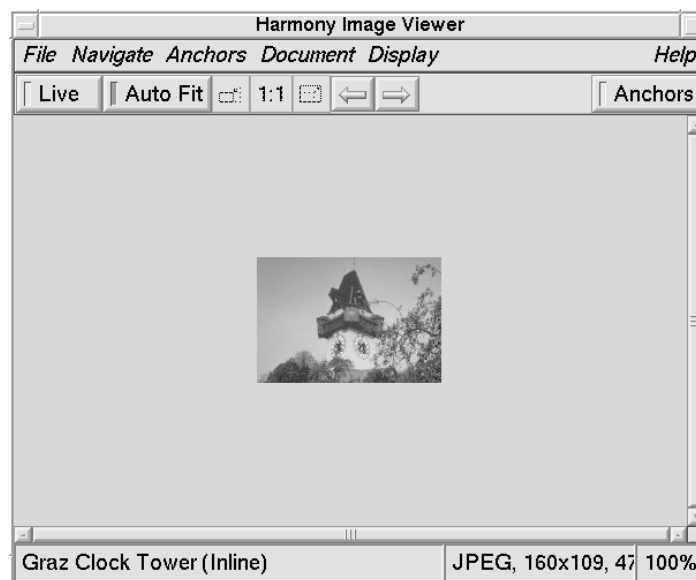 Harmony Image Viewer
File Navigate Anchors Document Display Help
Live Auto Fit 1:1 Anchors
Graz Clock Tower (Inline) JPEG, 160x109, 47 100%